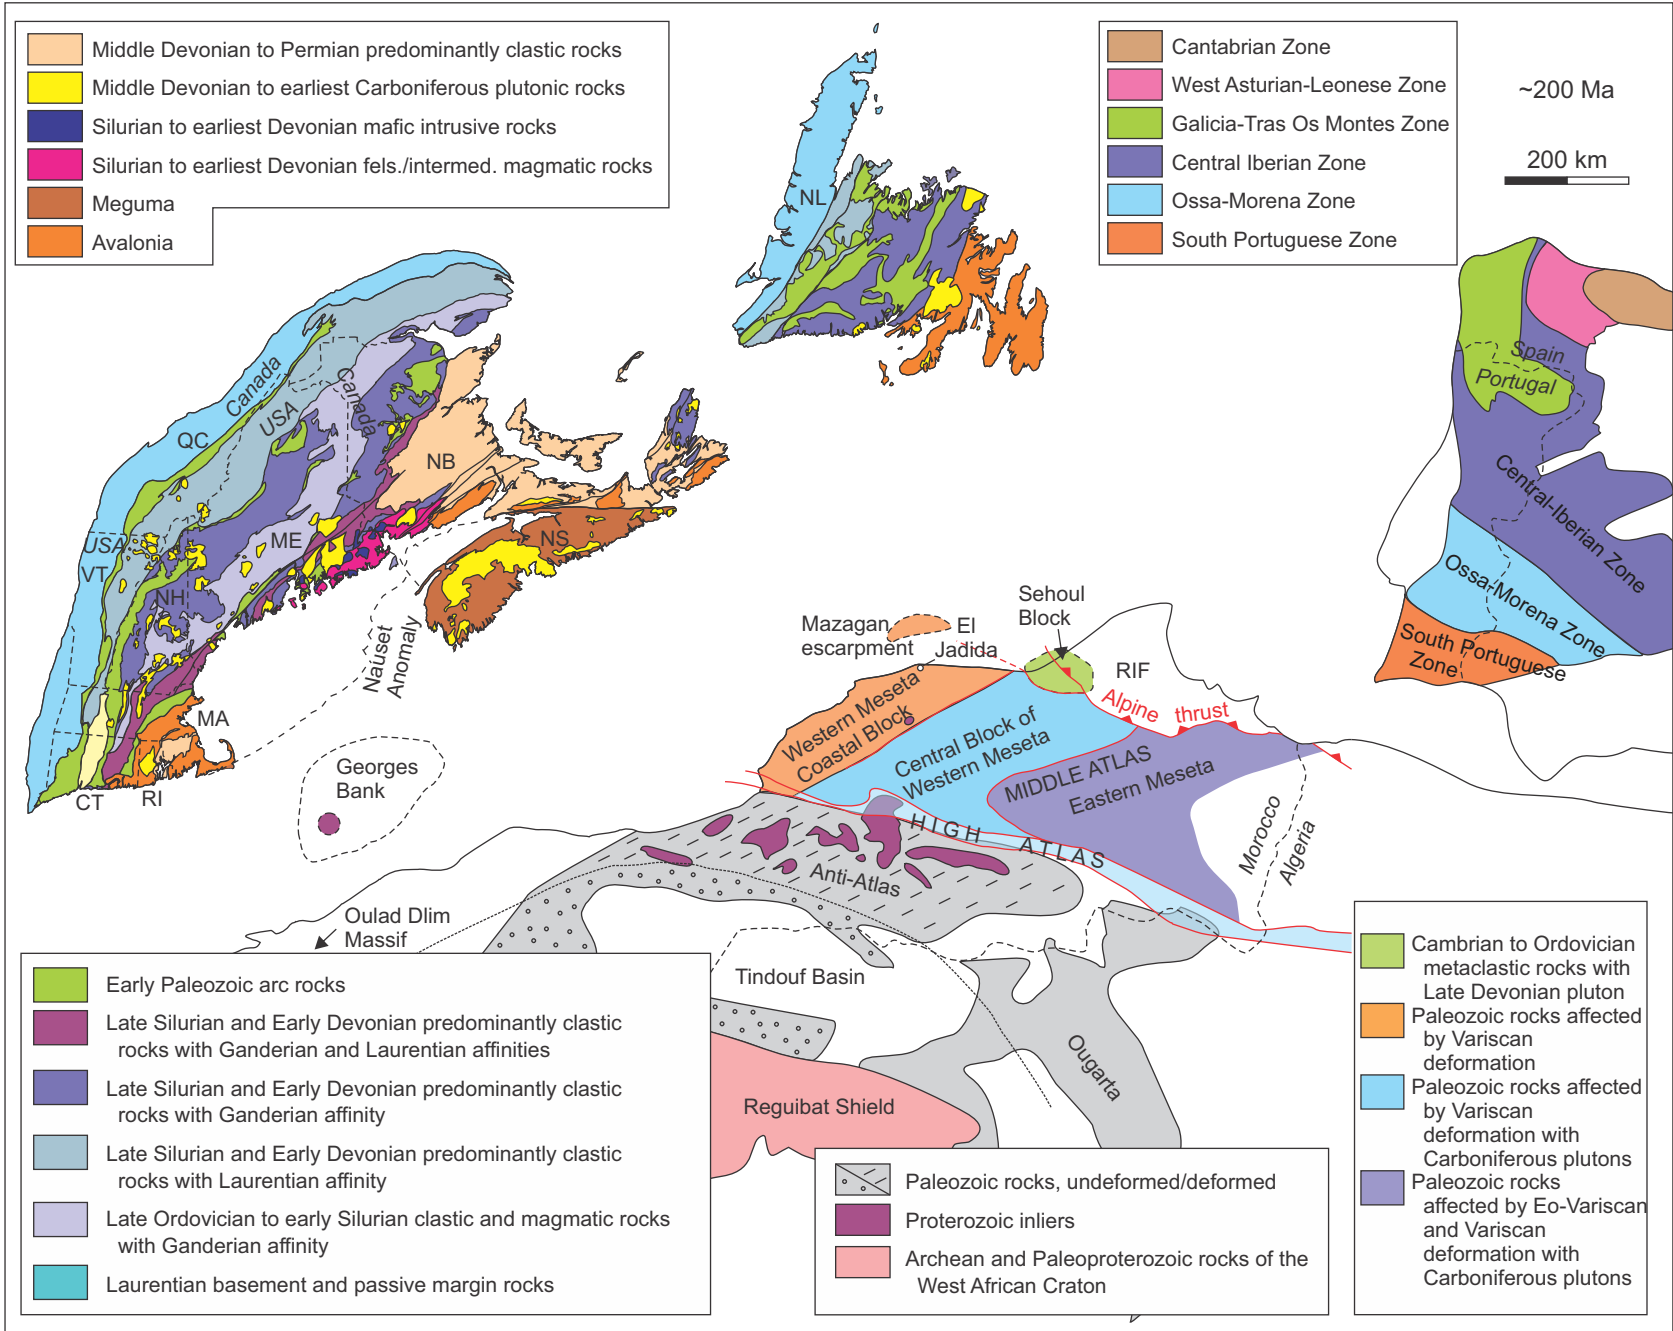 Middle Devonian to Permian predominantly clastic rocks
Middle Devonian to earliest Carboniferous plutonic rocks
Silurian to earliest Devonian mafic intrusive rocks
Silurian to earliest Devonian fels./intermed. magmatic rocks
Meguma
Avalonia
Cantabrian Zone
West Asturian-Leonese Zone
Galicia-Tras Os Montes Zone
Central Iberian Zone
Ossa-Morena Zone
South Portuguese Zone
~200 Ma
200 km
NL
Canada
USA
Canada
QC
NB
NS
ME
USA
VT
NH
MA
CT
RI
Nauset
Anomaly
Georges
Bank
Spain
Portugal
Central-Iberian Zone
Ossa-Morena Zone
South Portuguese
Zone
Mazagan
escarpment
El
Jadida
Sehoul
Block
RIF
Alpine thrust
Western Meseta
Coastal Block
Central Block of
Western Meseta
MIDDLE ATLAS
Eastern Meseta
HIGH ATLAS
Morocco
Algeria
Anti-Atlas
Oulad Dlim
Massif
Tindouf Basin
Ougarta
Reguibat Shield
Early Paleozoic arc rocks
Late Silurian and Early Devonian predominantly clastic
rocks with Ganderian and Laurentian affinities
Late Silurian and Early Devonian predominantly clastic
rocks with Ganderian affinity
Late Silurian and Early Devonian predominantly clastic
rocks with Laurentian affinity
Late Ordovician to early Silurian clastic and magmatic rocks
with Ganderian affinity
Laurentian basement and passive margin rocks
Paleozoic rocks, undeformed/deformed
Proterozoic inliers
Archean and Paleoproterozoic rocks of the
West African Craton
Cambrian to Ordovician
metaclastic rocks with
Late Devonian pluton
Paleozoic rocks affected
by Variscan
deformation
Paleozoic rocks affected
by Variscan
deformation with
Carboniferous plutons
Paleozoic rocks
affected by Eo-Variscan
and Variscan
deformation with
Carboniferous plutons